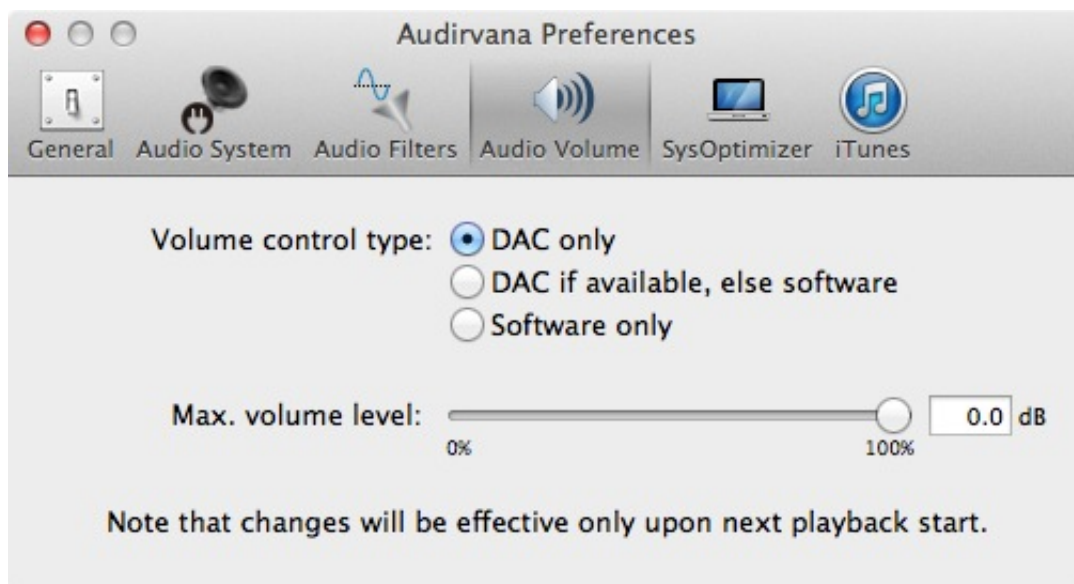 Audirvana Preferences
General Audio System Audio Filters Audio Volume SysOptimizer iTunes
Volume control type: DAC only
DAC if available, else software
Software only
Max. volume level: 0.0 dB
0% 100%
Note that changes will be effective only upon next playback start.